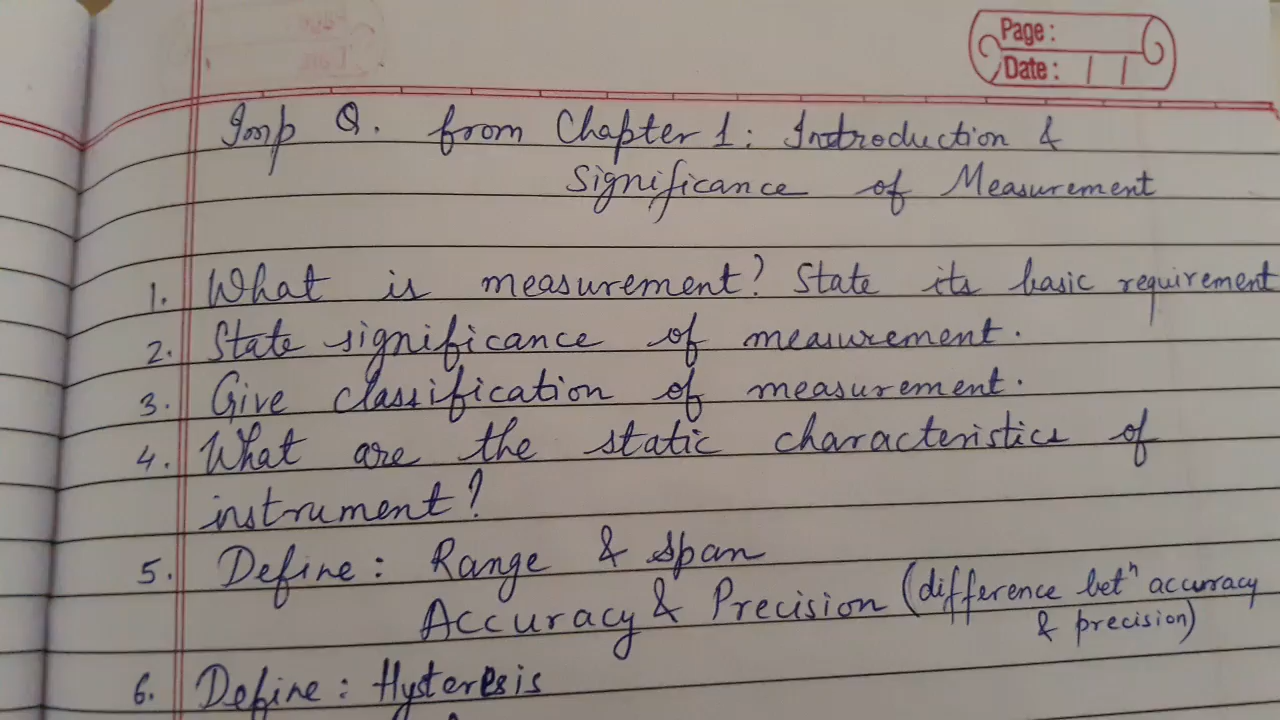 Page:
Date:
Imp Q. from Chapter 1: Introduction &
Significance of Measurement
1. What is measurement? State its basic requirement
2. State significance of measurement.
3. Give classification of measurement.
4. What are the static characteristics of
instrument?
5. Define: Range & span
Accuracy & Precision (difference betⁿ accuracy
& precision)
6. Define: Hysteresis